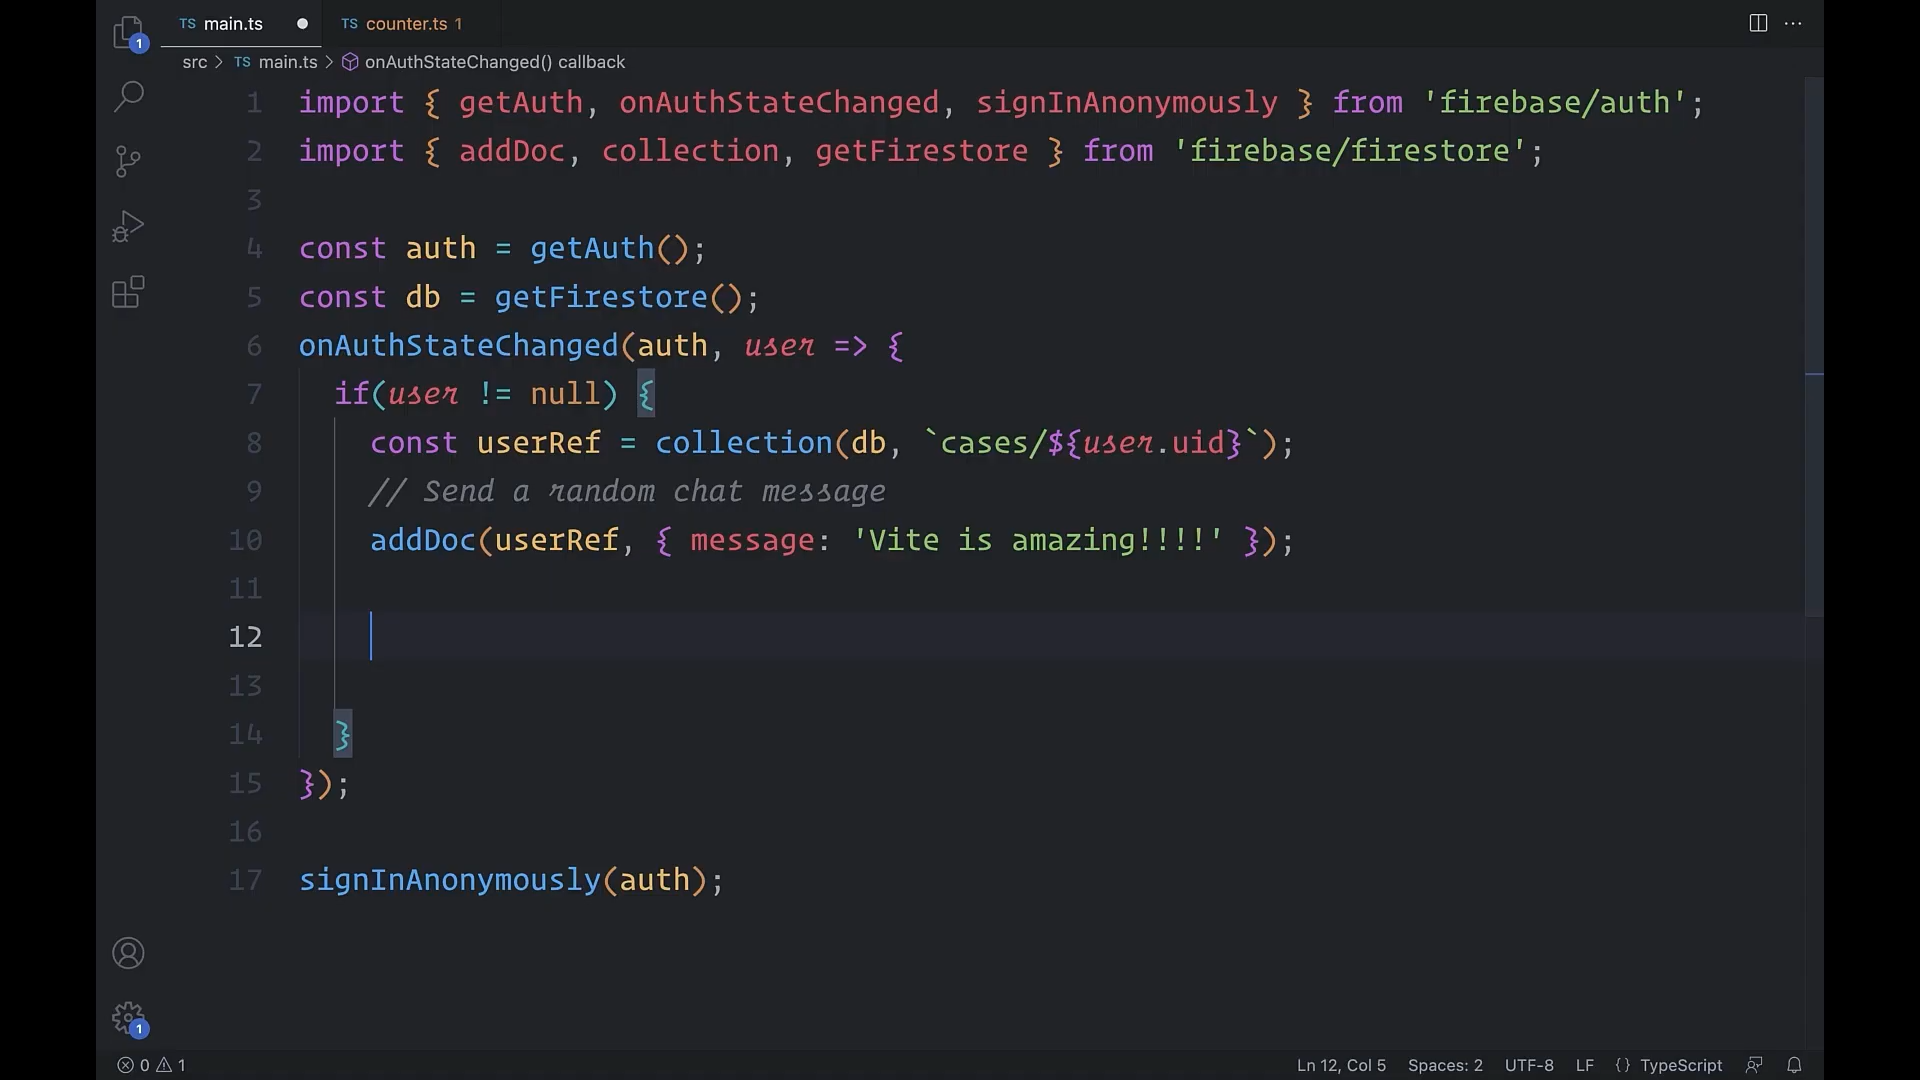 TS main.ts
TS counter.ts 1
1
src > TS main.ts > onAuthStateChanged() callback
1 import { getAuth, onAuthStateChanged, signInAnonymously } from 'firebase/auth';
2 import { addDoc, collection, getFirestore } from 'firebase/firestore';
3
4 const auth = getAuth();
5 const db = getFirestore();
6 onAuthStateChanged(auth, user => {
7 if(user != null) {
8 const userRef = collection(db, `cases/${user.uid}`);
9 // Send a random chat message
10 addDoc(userRef, { message: 'Vite is amazing!!!!' });
11
12
13
14 }
15 });
16
17 signInAnonymously(auth);
1
0 1
Ln 12, Col 5 Spaces: 2 UTF-8 LF {} TypeScript